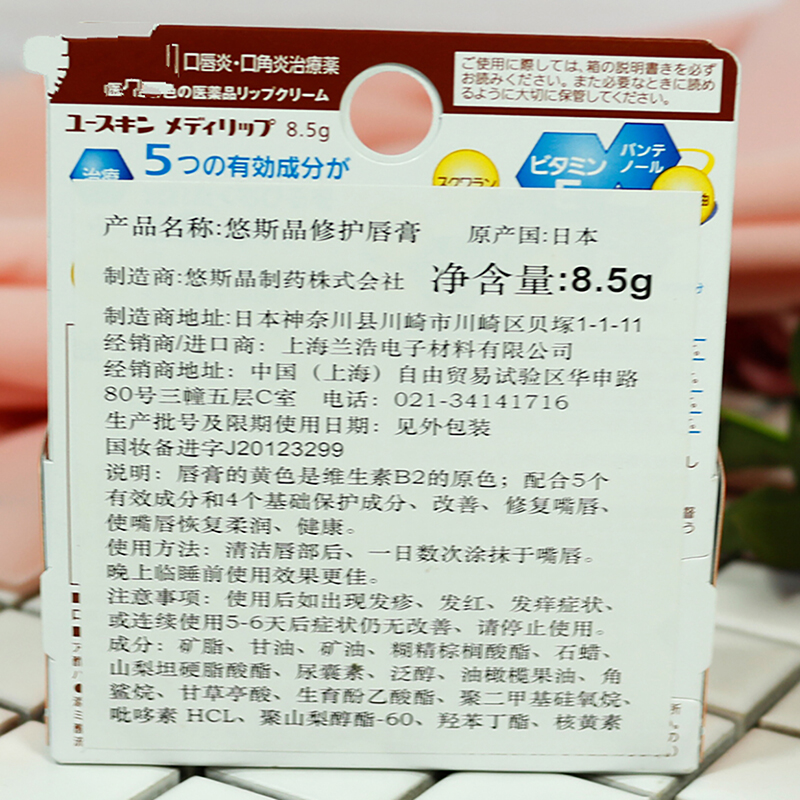 口唇炎・口角炎治療薬
色の医薬品リップクリーム
ご使用に際しては、箱の説明書きを必ず
お読みください。また必要なときに読め
るように大切に保管してください。
ユースキン メディリップ 8.5g
治療
5つの有効成分が
スクワラン
ビタミン
パンテ
ノール
产品名称:悠斯晶修护唇膏 原产国:日本
制造商:悠斯晶制药株式会社 净含量:8.5g
制造商地址:日本神奈川县川崎市川崎区贝塚1-1-11
经销商/进口商：上海兰浩电子材料有限公司
经销商地址：中国（上海）自由贸易试验区华申路
80号三幢五层C室 电话：021-34141716
生产批号及限期使用日期：见外包装
国妆备进字J20123299
说明：唇膏的黄色是维生素B2的原色；配合5个
有效成分和4个基础保护成分、改善、修复嘴唇、
使嘴唇恢复柔润、健康。
使用方法：清洁唇部后、一日数次涂抹于嘴唇。
晚上临睡前使用效果更佳。
注意事项：使用后如出现发疹、发红、发痒症状、
或连续使用5-6天后症状仍无改善、请停止使用。
成分：矿脂、甘油、矿油、糊精棕榈酸酯、石蜡、
山梨坦硬脂酸酯、尿囊素、泛醇、油橄榄果油、角
鲨烷、甘草亭酸、生育酚乙酸酯、聚二甲基硅氧烷、
吡哆素 HCL、聚山梨醇酯-60、羟苯丁酯、核黄素